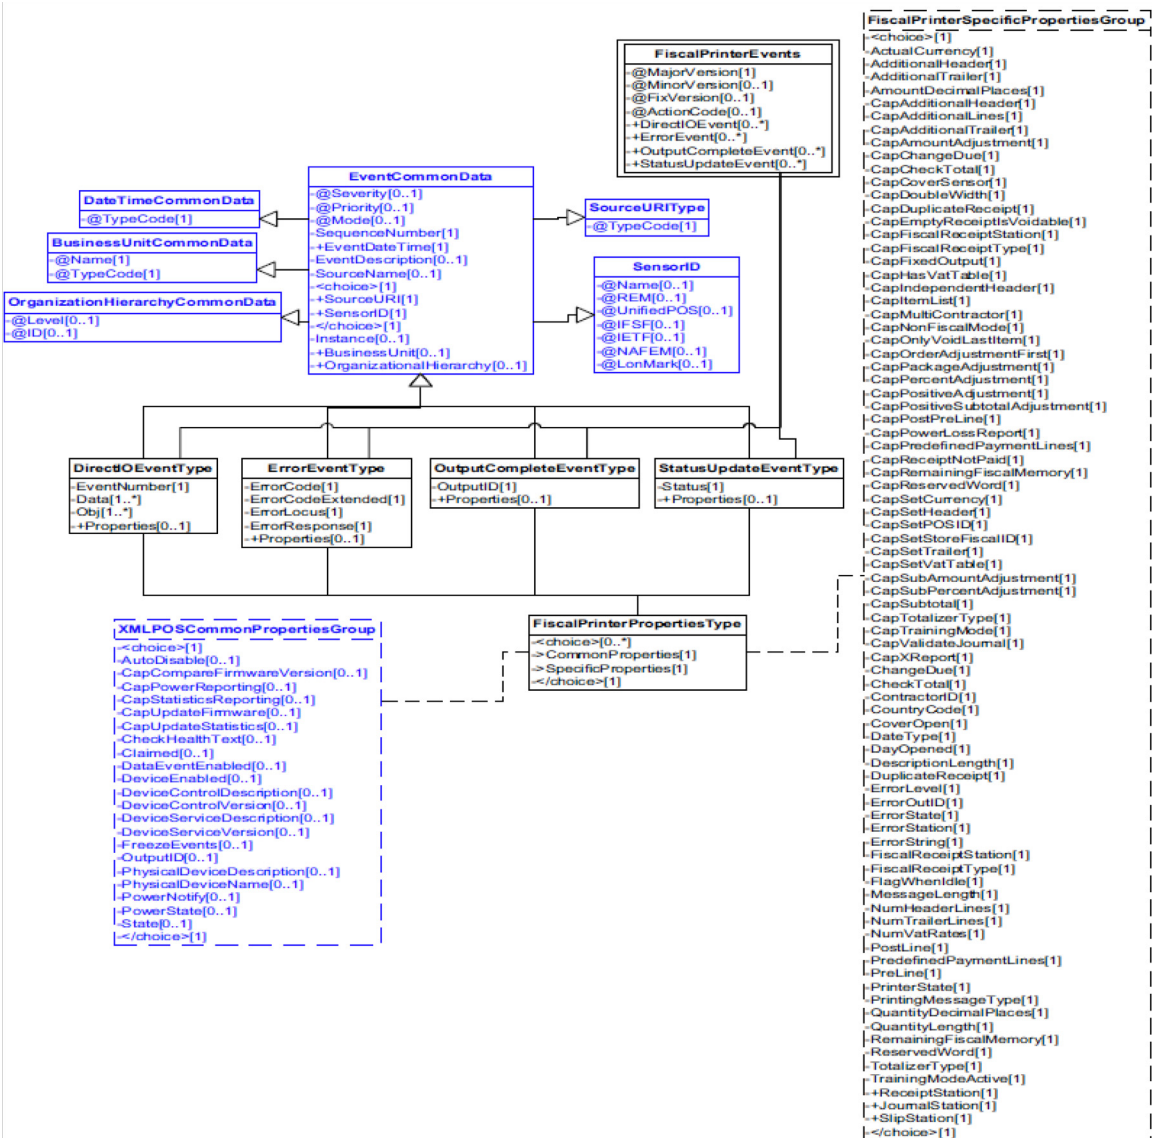 FiscalPrinterEvents
-@MajorVersion[1]
-@MinorVersion[0..1]
-@FixVersion[0..1]
-@ActionCode[0..1]
-+DirectIOEvent[0..*]
-+ErrorEvent[0..*]
-+OutputCompleteEvent[0..*]
-+StatusUpdateEvent[0..*]
EventCommonData
-@Severity[0..1]
-@Priority[0..1]
-@Mode[0..1]
-SequenceNumber[1]
-+EventDateTime[1]
-EventDescription[0..1]
-SourceName[0..1]
-<choice>[1]
-+SourceURI[1]
-+SensorID[1]
-</choice>[1]
-Instance[0..1]
-+BusinessUnit[0..1]
-+OrganizationalHierarchy[0..1]
DateTimeCommonData
-@TypeCode[1]
BusinessUnitCommonData
-@Name[1]
-@TypeCode[1]
OrganizationHierarchyCommonData
-@Level[0..1]
-@ID[0..1]
SourceURIType
-@TypeCode[1]
SensorID
-@Name[0..1]
-@REM[0..1]
-@UnifiedPOS[0..1]
-@IFSF[0..1]
-@IETF[0..1]
-@NAFEM[0..1]
-@LonMark[0..1]
DirectIOEventType
-EventNumber[1]
-Data[1..*]
-Obj[1..*]
-+Properties[0..1]
ErrorEventType
-ErrorCode[1]
-ErrorCodeExtended[1]
-ErrorLocus[1]
-ErrorResponse[1]
-+Properties[0..1]
OutputCompleteEventType
-OutputID[1]
-+Properties[0..1]
StatusUpdateEventType
-Status[1]
-+Properties[0..1]
FiscalPrinterPropertiesType
-<choice>[0..*]
->CommonProperties[1]
->SpecificProperties[1]
-</choice>[1]
XMLPOSCommonPropertiesGroup
-<choice>[1]
-AutoDisable[0..1]
-CapCompareFirmwareVersion[0..1]
-CapPowerReporting[0..1]
-CapStatisticsReporting[0..1]
-CapUpdateFirmware[0..1]
-CapUpdateStatistics[0..1]
-CheckHealthText[0..1]
-Claimed[0..1]
-DataEventEnabled[0..1]
-DeviceEnabled[0..1]
-DeviceControlDescription[0..1]
-DeviceControlVersion[0..1]
-DeviceServiceDescription[0..1]
-DeviceServiceVersion[0..1]
-FreezeEvents[0..1]
-OutputID[0..1]
-PhysicalDeviceDescription[0..1]
-PhysicalDeviceName[0..1]
-PowerNotify[0..1]
-PowerState[0..1]
-State[0..1]
-</choice>[1]
FiscalPrinterSpecificPropertiesGroup
-<choice>[1]
-ActualCurrency[1]
-AdditionalHeader[1]
-AdditionalTrailer[1]
-AmountDecimalPlaces[1]
-CapAdditionalHeader[1]
-CapAdditionalLines[1]
-CapAdditionalTrailer[1]
-CapAmountAdjustment[1]
-CapChangeDue[1]
-CapCheckTotal[1]
-CapCoverSensor[1]
-CapDoubleWidth[1]
-CapDuplicateReceipt[1]
-CapEmptyReceiptIsVoidable[1]
-CapFiscalReceiptStation[1]
-CapFiscalReceiptType[1]
-CapFixedOutput[1]
-CapHasVatTable[1]
-CapIndependentHeader[1]
-CapItemList[1]
-CapMultiContractor[1]
-CapNonFiscalMode[1]
-CapOnlyVoidLastItem[1]
-CapOrderAdjustmentFirst[1]
-CapPackageAdjustment[1]
-CapPercentAdjustment[1]
-CapPositiveAdjustment[1]
-CapPositiveSubtotalAdjustment[1]
-CapPostPreLine[1]
-CapPowerLossReport[1]
-CapPredefinedPaymentLines[1]
-CapReceiptNotPaid[1]
-CapRemainingFiscalMemory[1]
-CapReservedWord[1]
-CapSetCurrency[1]
-CapSetHeader[1]
-CapSetPOSID[1]
-CapSetStoreFiscalID[1]
-CapSetTrailer[1]
-CapSetVatTable[1]
-CapSubAmountAdjustment[1]
-CapSubPercentAdjustment[1]
-CapSubtotal[1]
-CapTotalizerType[1]
-CapTrainingMode[1]
-CapValidateJournal[1]
-CapXReport[1]
-ChangeDue[1]
-CheckTotal[1]
-ContractorID[1]
-CountryCode[1]
-CoverOpen[1]
-DateType[1]
-DayOpened[1]
-DescriptionLength[1]
-DuplicateReceipt[1]
-ErrorLevel[1]
-ErrorOutID[1]
-ErrorState[1]
-ErrorStation[1]
-ErrorString[1]
-FiscalReceiptStation[1]
-FiscalReceiptType[1]
-FlagWhenIdle[1]
-MessageLength[1]
-NumHeaderLines[1]
-NumTrailerLines[1]
-NumVatRates[1]
-PostLine[1]
-PredefinedPaymentLines[1]
-PreLine[1]
-PrinterState[1]
-PrintingMessageType[1]
-QuantityDecimalPlaces[1]
-QuantityLength[1]
-RemainingFiscalMemory[1]
-ReservedWord[1]
-TotalizerType[1]
-TrainingModeActive[1]
-+ReceiptStation[1]
-+JournalStation[1]
-+SlipStation[1]
-</choice>[1]